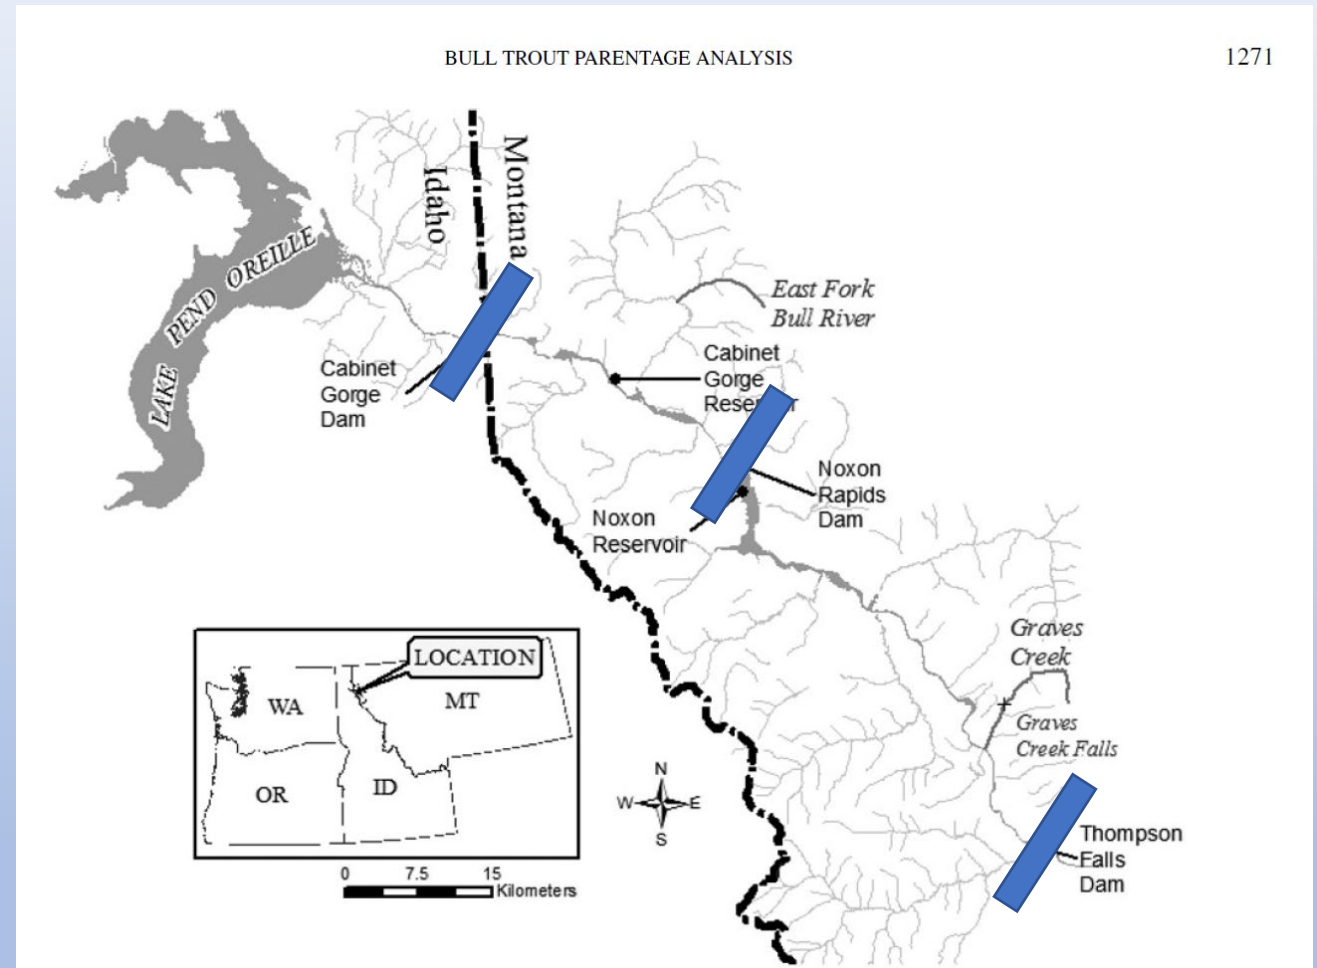 BULL TROUT PARENTAGE ANALYSIS
1271
Montana
Idaho
LAKE PEND OREILLE
East Fork
Bull River
Cabinet
Gorge
Dam
Cabinet
Gorge
Noxon
Rapids
Dam
Noxon
Reservoir
Graves
Creek
Graves
Creek Falls
LOCATION
WA
MT
OR
ID
N
W
E
S
0
7.5
15
Kilometers
Thompson
Falls
Dam